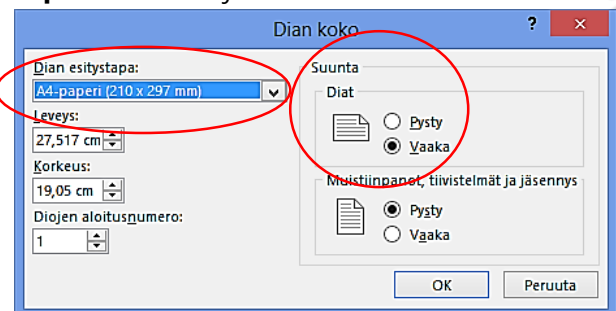 Dian koko
?
Dian esitystapa:
A4-paperi (210 x 297 mm)
Leveys:
27,517 cm
Korkeus:
19,05 cm
Diojen aloitusnumero:
1
Suunta
Diat
Pysty
Vaaka
Muistiinpanot, tiivistelmät ja jäsennys
Pysty
Vaaka
OK
Peruuta